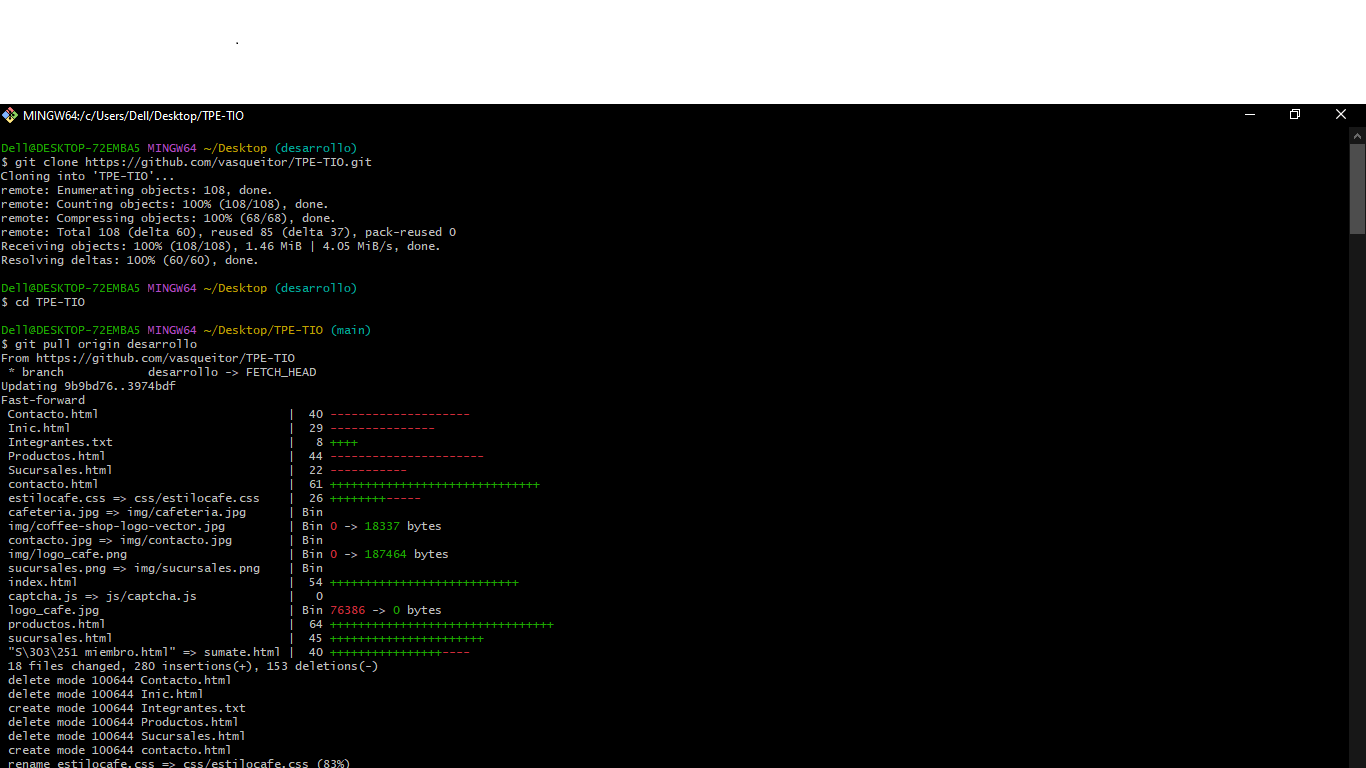 MINGW64:/c/Users/Dell/Desktop/TPE-TIO
Dell@DESKTOP-72EMBA5 MINGW64 ~/Desktop (desarrollo)
$ git clone https://github.com/vasqueitor/TPE-TIO.git
Cloning into 'TPE-TIO'...
remote: Enumerating objects: 108, done.
remote: Counting objects: 100% (108/108), done.
remote: Compressing objects: 100% (68/68), done.
remote: Total 108 (delta 60), reused 85 (delta 37), pack-reused 0
Receiving objects: 100% (108/108), 1.46 MiB | 4.05 MiB/s, done.
Resolving deltas: 100% (60/60), done.
Dell@DESKTOP-72EMBA5 MINGW64 ~/Desktop (desarrollo)
$ cd TPE-TIO
Dell@DESKTOP-72EMBA5 MINGW64 ~/Desktop/TPE-TIO (main)
$ git pull origin desarrollo
From https://github.com/vasqueitor/TPE-TIO
 * branch            desarrollo -> FETCH_HEAD
Updating 9b9bd76..3974bdf
Fast-forward
 Contacto.html                           |  40 --------------------
 Inic.html                               |  29 ---------------
 Integrantes.txt                         |   8 ++++
 Productos.html                          |  44 ----------------------
 Sucursales.html                         |  22 -----------
 contacto.html                           |  61 ++++++++++++++++++++++++++++++
 estilocafe.css => css/estilocafe.css    |  26 ++++++++-----
 cafeteria.jpg => img/cafeteria.jpg      | Bin
 img/coffee-shop-logo-vector.jpg         | Bin 0 -> 18337 bytes
 contacto.jpg => img/contacto.jpg        | Bin
 img/logo_cafe.png                       | Bin 0 -> 187464 bytes
 sucursales.png => img/sucursales.png    | Bin
 index.html                              |  54 +++++++++++++++++++++++++++
 captcha.js => js/captcha.js             |   0
 logo_cafe.jpg                           | Bin 76386 -> 0 bytes
 productos.html                          |  64 ++++++++++++++++++++++++++++++++
 sucursales.html                         |  45 ++++++++++++++++++++++
 "S\303\251 miembro.html" => sumate.html |  40 ++++++++++++++++----
 18 files changed, 280 insertions(+), 153 deletions(-)
 delete mode 100644 Contacto.html
 delete mode 100644 Inic.html
 create mode 100644 Integrantes.txt
 delete mode 100644 Productos.html
 delete mode 100644 Sucursales.html
 create mode 100644 contacto.html
 rename estilocafe.css => css/estilocafe.css (83%)